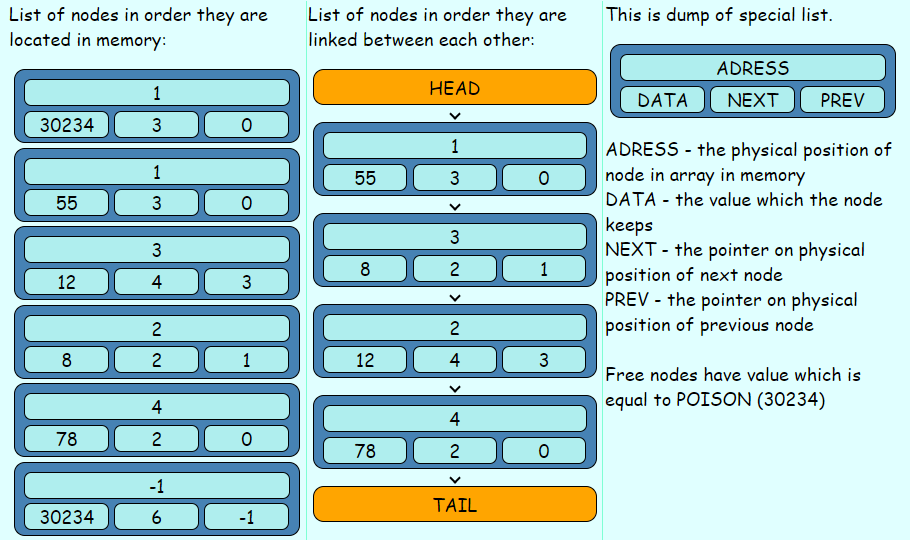 List of nodes in order they are
located in memory:
1
30234 3 0
1
55 3 0
3
12 4 3
2
8 2 1
4
78 2 0
-1
30234 6 -1
List of nodes in order they are
linked between each other:
HEAD
1
55 3 0
3
8 2 1
2
12 4 3
4
78 2 0
TAIL
This is dump of special list.
ADRESS
DATA NEXT PREV
ADRESS - the physical position of
node in array in memory
DATA - the value which the node
keeps
NEXT - the pointer on physical
position of next node
PREV - the pointer on physical
position of previous node
Free nodes have value which is
equal to POISON (30234)